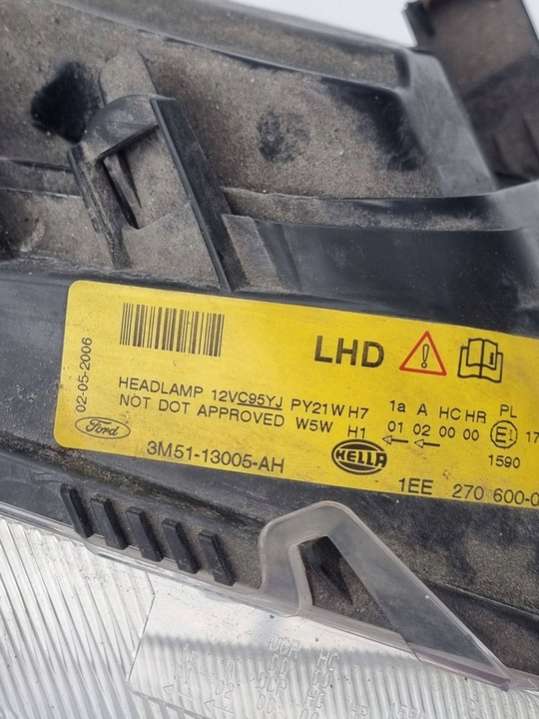 LHD
02-05-2006
HEADLAMP 12VC95YJ PY21W H7 1a A HC HR PL
NOT DOT APPROVED W5W H1 01 02 00 00 E1 17
1590
Ford
3M51-13005-AH
HELLA
1EE 270 600-0